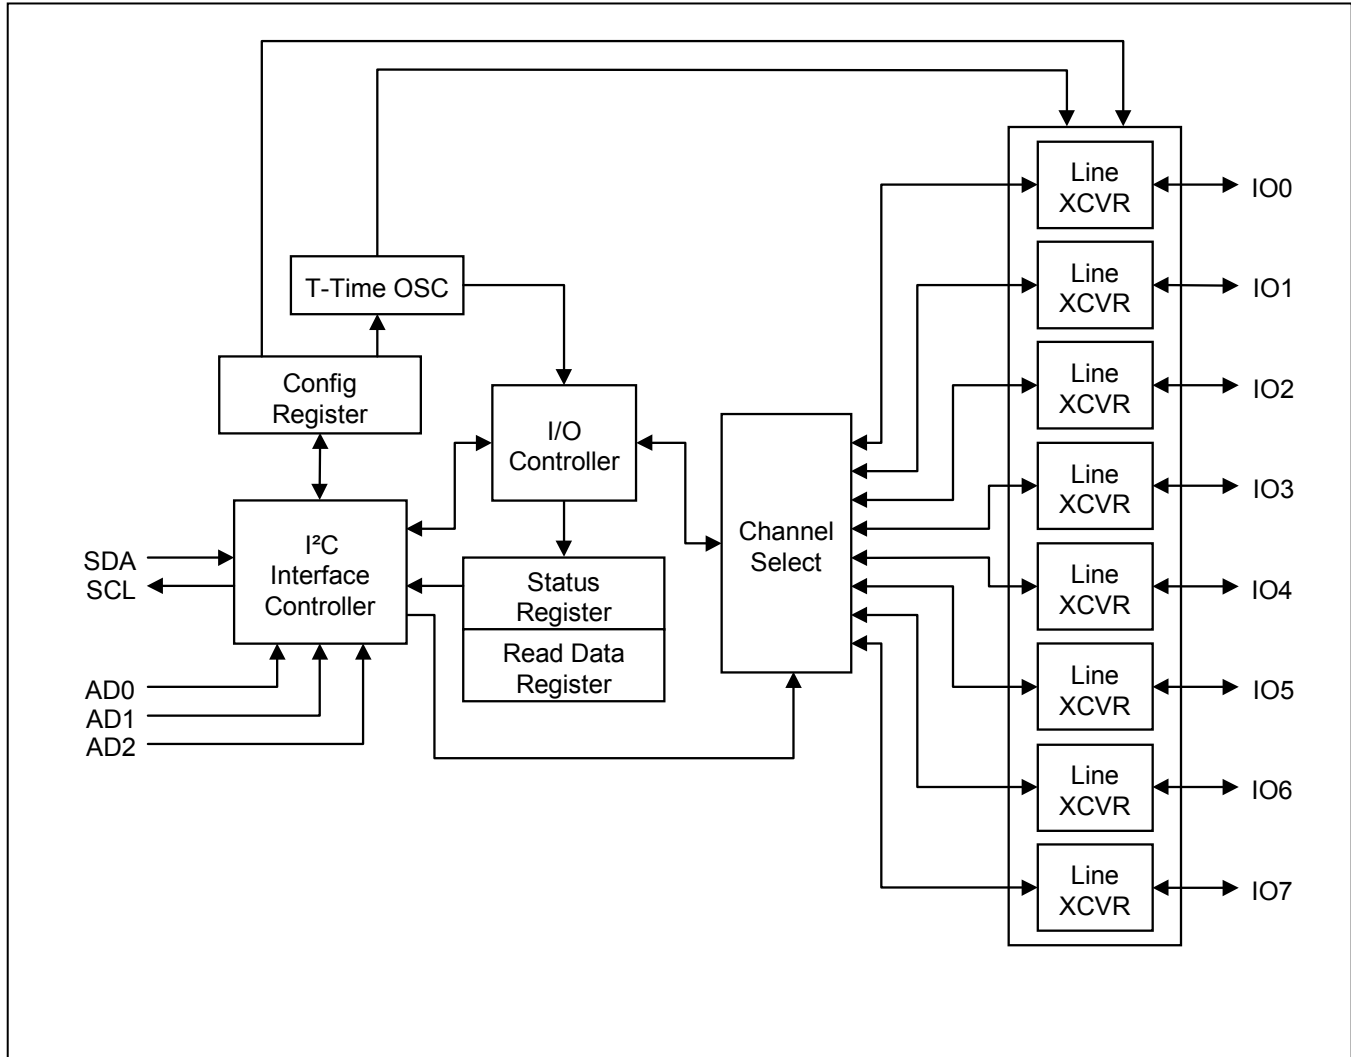 Line
XCVR
IO0
T-Time OSC
Line
XCVR
IO1
Config
Register
Line
XCVR
IO2
I/O
Controller
Line
XCVR
IO3
I²C
Interface
Controller
SDA
SCL
Channel
Select
Status
Register
Line
XCVR
IO4
Read Data
Register
AD0
AD1
AD2
Line
XCVR
IO5
Line
XCVR
IO6
Line
XCVR
IO7